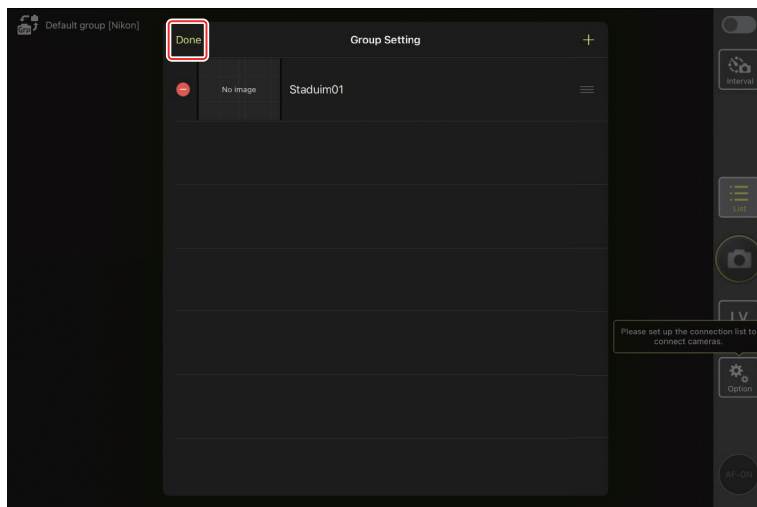 Grp
Default group [Nikon]
Done
Group Setting
+
Interval
No image
Staduim01
List
LV
Please set up the connection list to
connect cameras.
Option
AF-ON